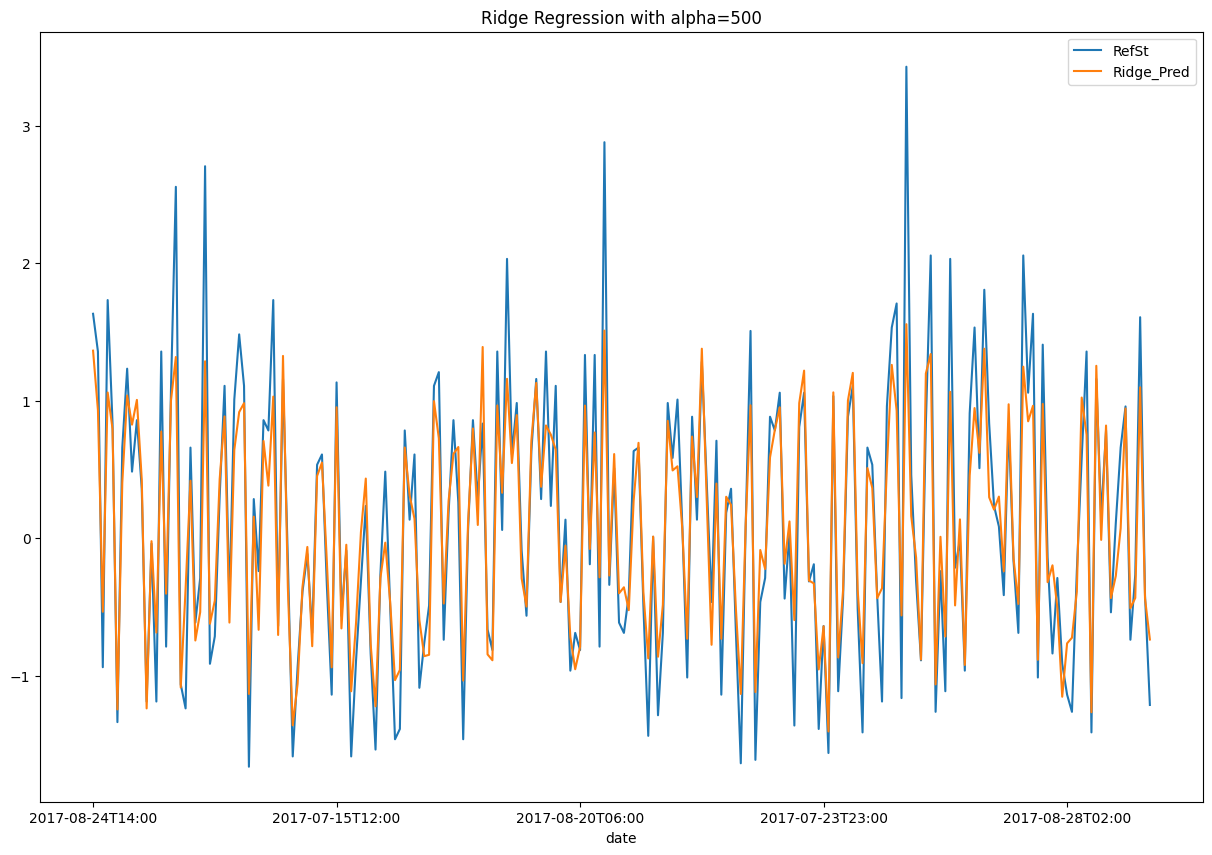 Ridge Regression with alpha=500
RefSt
Ridge_Pred
3
2
1
0
−1
2017-08-24T14:00
2017-07-15T12:00
2017-08-20T06:00
2017-07-23T23:00
2017-08-28T02:00
date